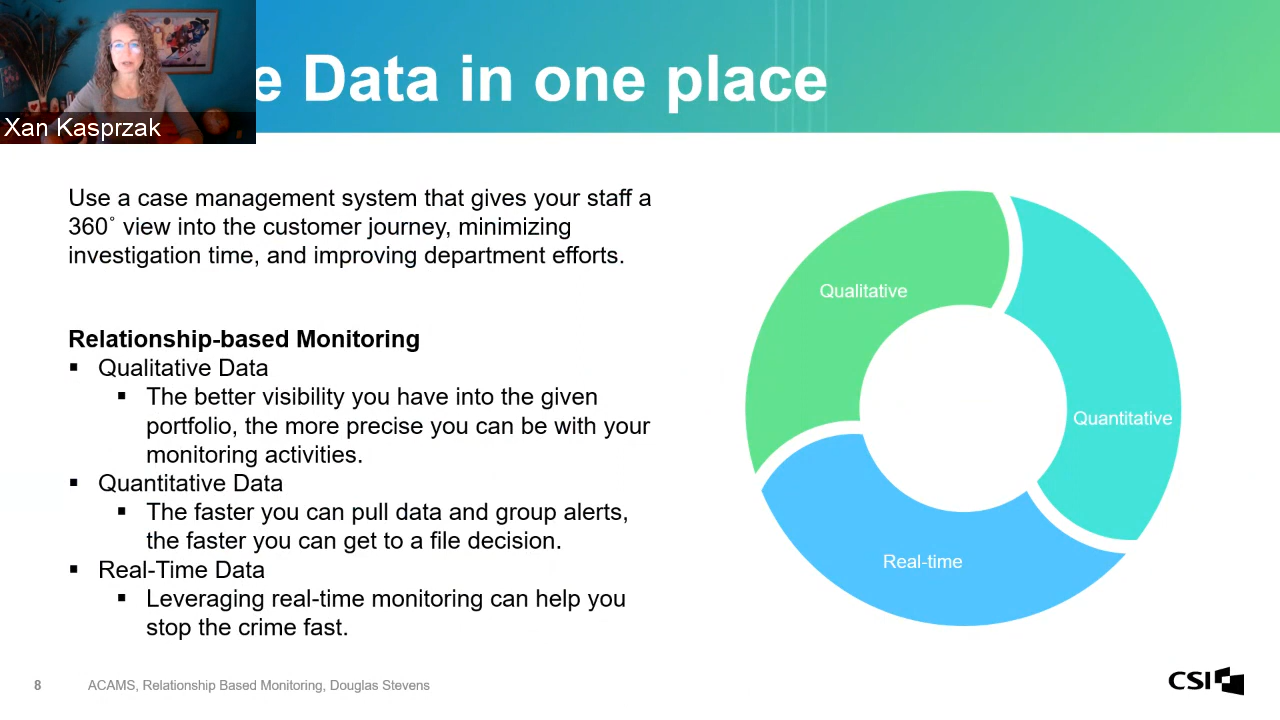 e Data in one place
Xan Kasprzak
Use a case management system that gives your staff a
360˚ view into the customer journey, minimizing
investigation time, and improving department efforts.
Relationship-based Monitoring
▪ Qualitative Data
▪ The better visibility you have into the given
portfolio, the more precise you can be with your
monitoring activities.
▪ Quantitative Data
▪ The faster you can pull data and group alerts,
the faster you can get to a file decision.
▪ Real-Time Data
▪ Leveraging real-time monitoring can help you
stop the crime fast.
Qualitative
Quantitative
Real-time
8
ACAMS, Relationship Based Monitoring, Douglas Stevens
CSI